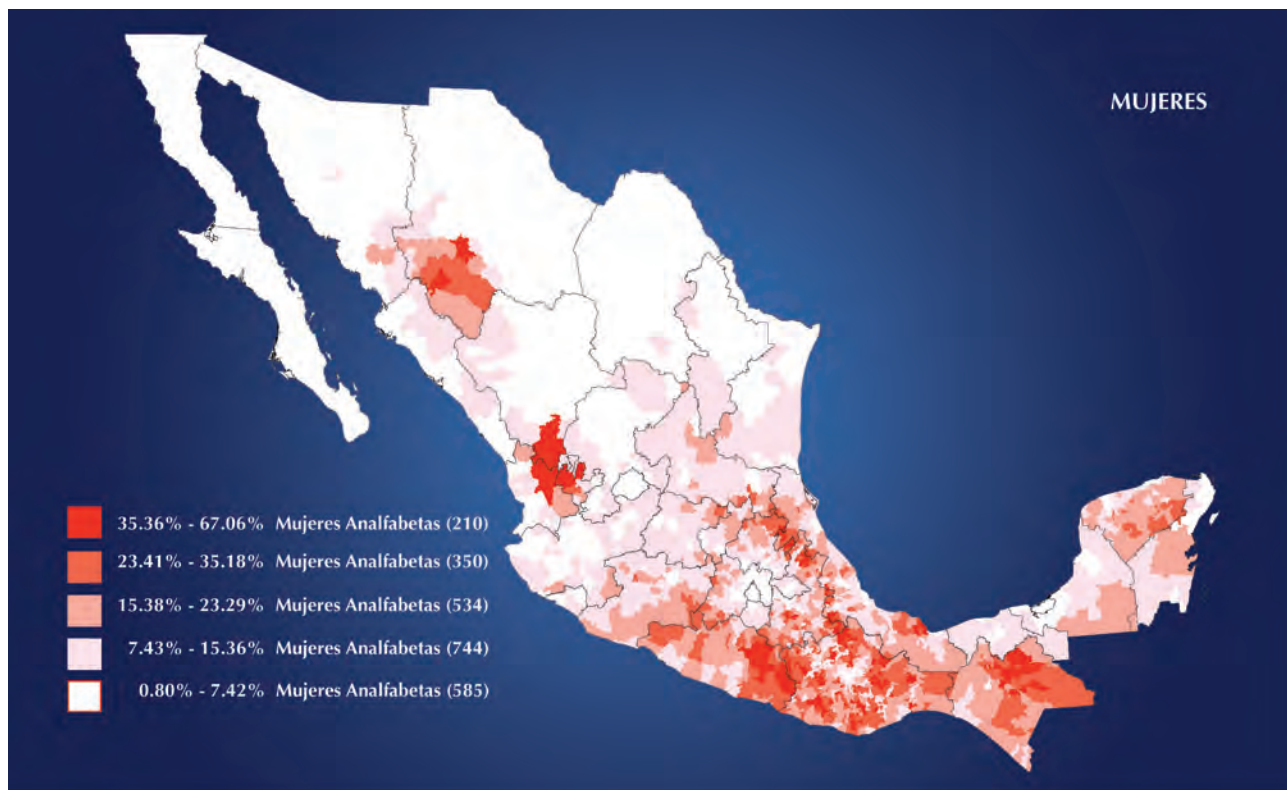 MUJERES
35.36% - 67.06% Mujeres Analfabetas (210)
23.41% - 35.18% Mujeres Analfabetas (350)
15.38% - 23.29% Mujeres Analfabetas (534)
7.43% - 15.36% Mujeres Analfabetas (744)
0.80% - 7.42% Mujeres Analfabetas (585)